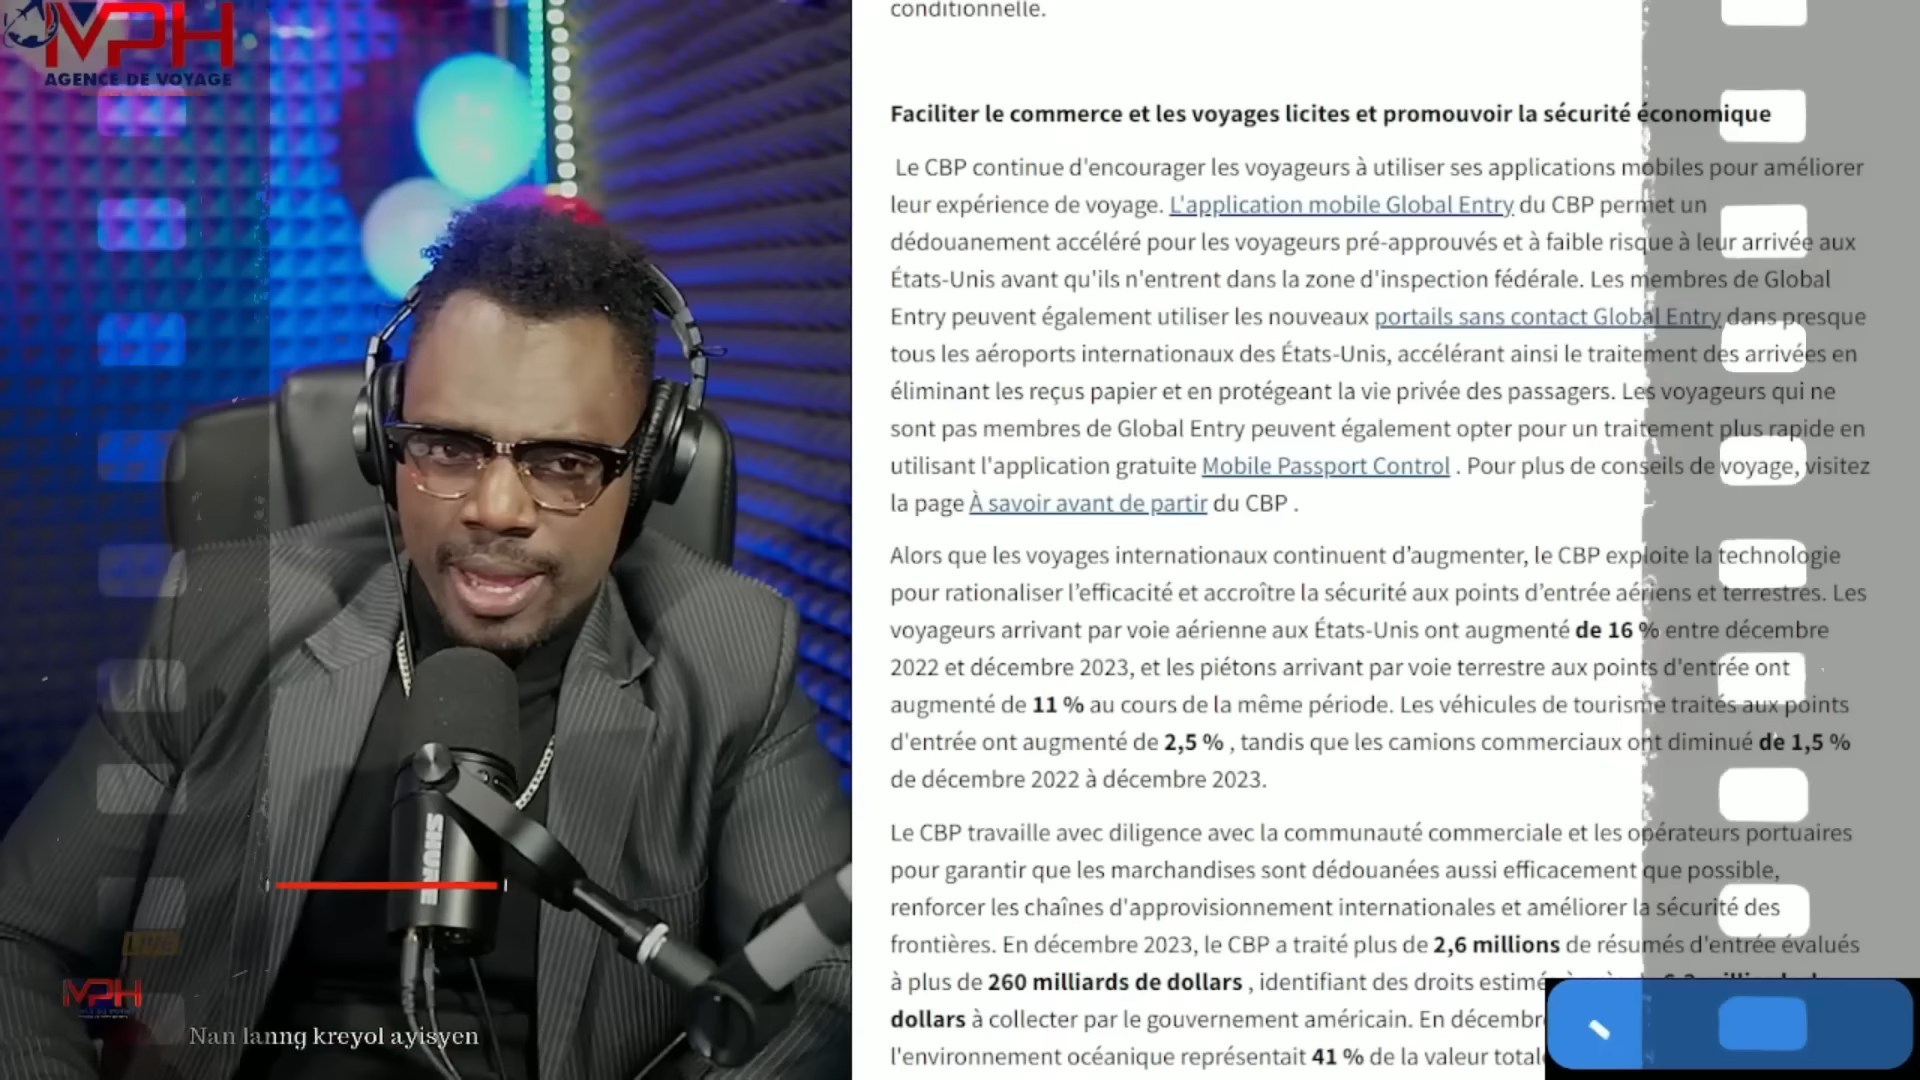 MPH
AGENCE DE VOYAGE
SHURE
LIVE
MPH
Nan lanng kreyol ayisyen
conditionnelle.
Faciliter le commerce et les voyages licites et promouvoir la sécurité économique
Le CBP continue d'encourager les voyageurs à utiliser ses applications mobiles pour améliorer
leur expérience de voyage. L'application mobile Global Entry du CBP permet un
dédouanement accéléré pour les voyageurs pré-approuvés et à faible risque à leur arrivée aux
États-Unis avant qu'ils n'entrent dans la zone d'inspection fédérale. Les membres de Global
Entry peuvent également utiliser les nouveaux portails sans contact Global Entry dans presque
tous les aéroports internationaux des États-Unis, accélérant ainsi le traitement des arrivées en
éliminant les reçus papier et en protégeant la vie privée des passagers. Les voyageurs qui ne
sont pas membres de Global Entry peuvent également opter pour un traitement plus rapide en
utilisant l'application gratuite Mobile Passport Control . Pour plus de conseils de voyage, visitez
la page À savoir avant de partir du CBP .
Alors que les voyages internationaux continuent d’augmenter, le CBP exploite la technologie
pour rationaliser l’efficacité et accroître la sécurité aux points d’entrée aériens et terrestres. Les
voyageurs arrivant par voie aérienne aux États-Unis ont augmenté de 16 % entre décembre
2022 et décembre 2023, et les piétons arrivant par voie terrestre aux points d'entrée ont
augmenté de 11 % au cours de la même période. Les véhicules de tourisme traités aux points
d'entrée ont augmenté de 2,5 % , tandis que les camions commerciaux ont diminué de 1,5 %
de décembre 2022 à décembre 2023.
Le CBP travaille avec diligence avec la communauté commerciale et les opérateurs portuaires
pour garantir que les marchandises sont dédouanées aussi efficacement que possible,
renforcer les chaînes d'approvisionnement internationales et améliorer la sécurité des
frontières. En décembre 2023, le CBP a traité plus de 2,6 millions de résumés d'entrée évalués
à plus de 260 milliards de dollars , identifiant des droits
dollars à collecter par le gouvernement américain. En
l'environnement océanique représentait 41 % de la valeur